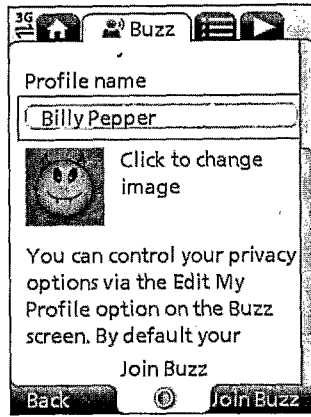 3G
Buzz
Profile name
Billy Pepper
Click to change
image
You can control your privacy
options via the Edit My
Profile option on the Buzz
screen. By default your
Join Buzz
Back Join Buzz